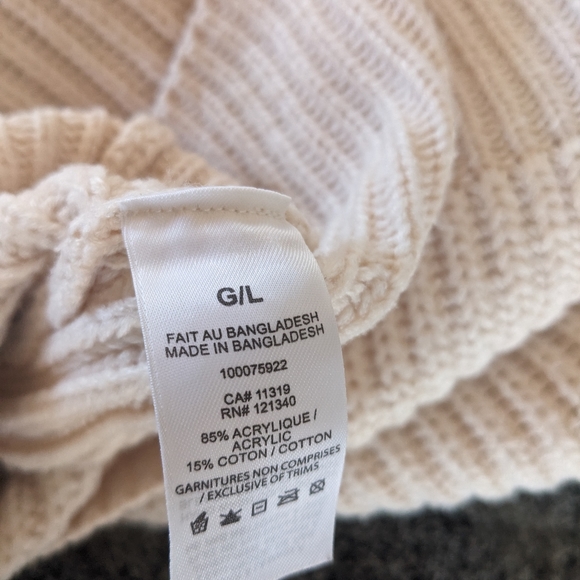 G/L
FAIT AU BANGLADESH
MADE IN BANGLADESH
100075922
CA# 11319
RN# 121340
85% ACRYLIQUE /
ACRYLIC
15% COTON / COTTON
GARNITURES NON COMPRISES
/ EXCLUSIVE OF TRIMS